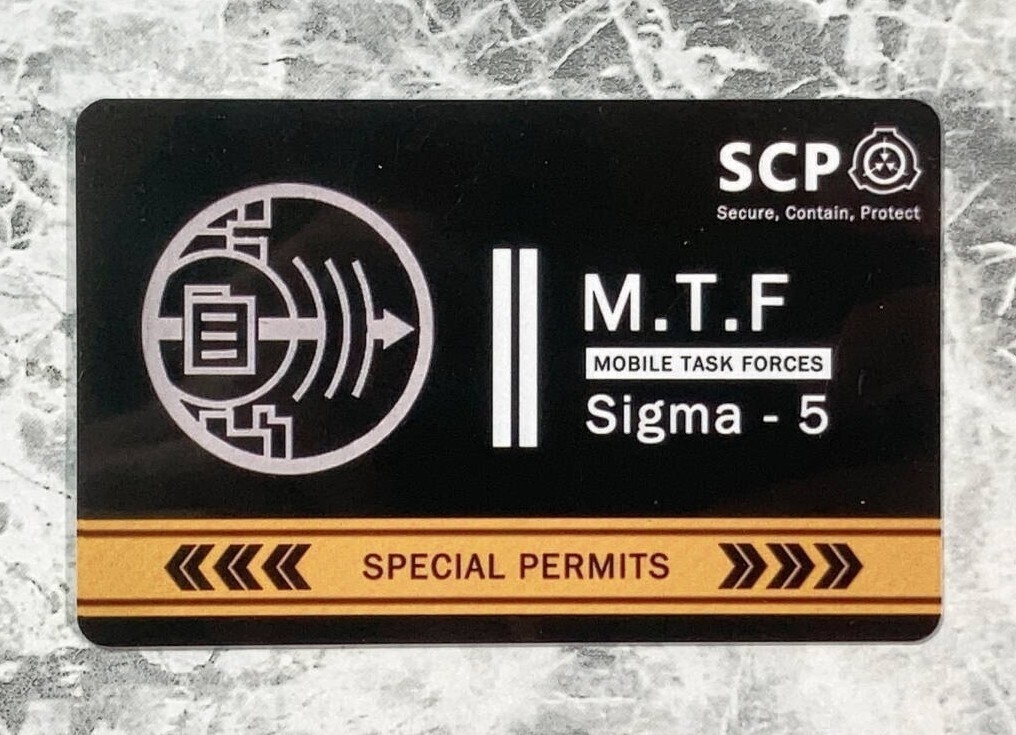 SCP
Secure, Contain, Protect
M.T.F
MOBILE TASK FORCES
Sigma - 5
SPECIAL PERMITS